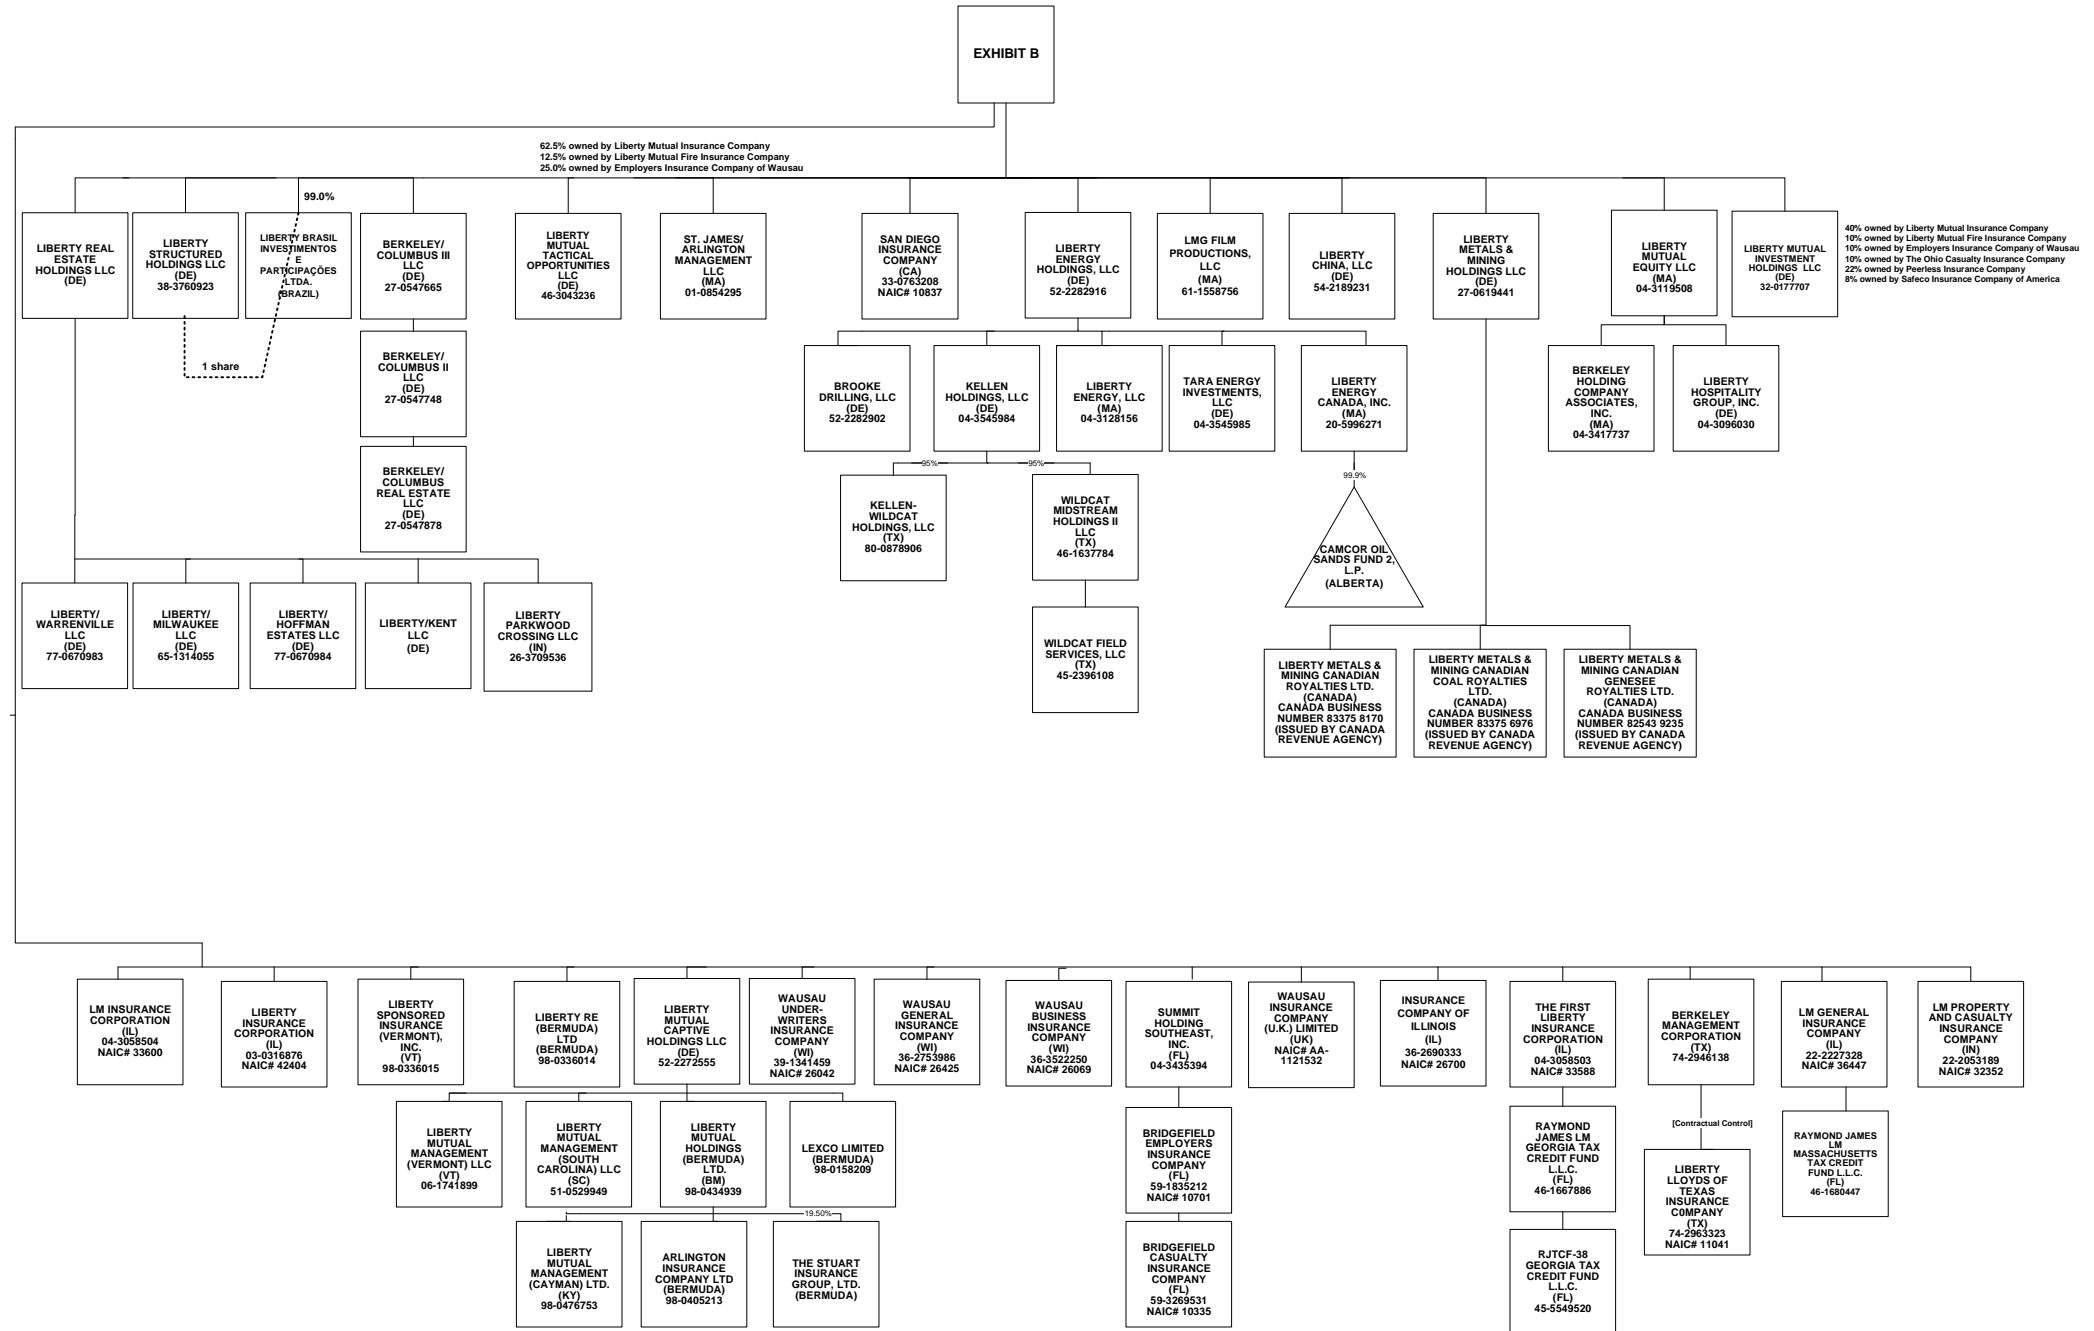 EXHIBIT B
62.5% owned by Liberty Mutual Insurance Company
12.5% owned by Liberty Mutual Fire Insurance Company
25.0% owned by Employers Insurance Company of Wausau
99.0%
LIBERTY REAL
ESTATE
HOLDINGS LLC
(DE)
LIBERTY
STRUCTURED
HOLDINGS LLC
(DE)
38-3760923
LIBERTY BRASIL
INVESTIMENTOS
E
PARTICIPAÇÕES
LTDA.
(BRAZIL)
BERKELEY/
COLUMBUS III
LLC
(DE)
27-0547665
LIBERTY
MUTUAL
TACTICAL
OPPORTUNITIES
LLC
(DE)
46-3043236
ST. JAMES/
ARLINGTON
MANAGEMENT
LLC
(MA)
01-0854295
SAN DIEGO
INSURANCE
COMPANY
(CA)
33-0763208
NAIC# 10837
LIBERTY
ENERGY
HOLDINGS, LLC
(DE)
52-2282916
LMG FILM
PRODUCTIONS,
LLC
(MA)
61-1558756
LIBERTY
CHINA, LLC
(DE)
54-2189231
LIBERTY
METALS &
MINING
HOLDINGS LLC
(DE)
27-0619441
LIBERTY
MUTUAL
EQUITY LLC
(MA)
04-3119508
LIBERTY MUTUAL
INVESTMENT
HOLDINGS LLC
(DE)
32-0177707
40% owned by Liberty Mutual Insurance Company
10% owned by Liberty Mutual Fire Insurance Company
10% owned by Employers Insurance Company of Wausau
10% owned by The Ohio Casualty Insurance Company
22% owned by Peerless Insurance Company
8% owned by Safeco Insurance Company of America
1 share
BERKELEY/
COLUMBUS II
LLC
(DE)
27-0547748
BROOKE
DRILLING, LLC
(DE)
52-2282902
KELLEN
HOLDINGS, LLC
(DE)
04-3545984
LIBERTY
ENERGY, LLC
(MA)
04-3128156
TARA ENERGY
INVESTMENTS,
LLC
(DE)
04-3545985
LIBERTY
ENERGY
CANADA, INC.
(MA)
20-5996271
BERKELEY
HOLDING
COMPANY
ASSOCIATES,
INC.
(MA)
04-3417737
LIBERTY
HOSPITALITY
GROUP, INC.
(DE)
04-3096030
BERKELEY/
COLUMBUS
REAL ESTATE
LLC
(DE)
27-0547878
95%
95%
99.9%
KELLEN-
WILDCAT
HOLDINGS, LLC
(TX)
80-0878906
WILDCAT
MIDSTREAM
HOLDINGS II
LLC
(TX)
46-1637784
CAMCOR OIL
SANDS FUND 2,
L.P.
(ALBERTA)
LIBERTY/
WARRENVILLE
LLC
(DE)
77-0670983
LIBERTY/
MILWAUKEE
LLC
(DE)
65-1314055
LIBERTY/
HOFFMAN
ESTATES LLC
(DE)
77-0670984
LIBERTY/KENT
LLC
(DE)
LIBERTY
PARKWOOD
CROSSING LLC
(IN)
26-3709536
WILDCAT FIELD
SERVICES, LLC
(TX)
45-2396108
LIBERTY METALS &
MINING CANADIAN
ROYALTIES LTD.
(CANADA)
CANADA BUSINESS
NUMBER 83375 8170
(ISSUED BY CANADA
REVENUE AGENCY)
LIBERTY METALS &
MINING CANADIAN
COAL ROYALTIES
LTD.
(CANADA)
CANADA BUSINESS
NUMBER 83375 6976
(ISSUED BY CANADA
REVENUE AGENCY)
LIBERTY METALS &
MINING CANADIAN
GENESEE
ROYALTIES LTD.
(CANADA)
CANADA BUSINESS
NUMBER 82543 9235
(ISSUED BY CANADA
REVENUE AGENCY)
LM INSURANCE
CORPORATION
(IL)
04-3058504
NAIC# 33600
LIBERTY
INSURANCE
CORPORATION
(IL)
03-0316876
NAIC# 42404
LIBERTY
SPONSORED
INSURANCE
(VERMONT),
INC.
(VT)
98-0336015
LIBERTY RE
(BERMUDA)
LTD
(BERMUDA)
98-0336014
LIBERTY
MUTUAL
CAPTIVE
HOLDINGS LLC
(DE)
52-2272555
WAUSAU
UNDER-
WRITERS
INSURANCE
COMPANY
(WI)
39-1341459
NAIC# 26042
WAUSAU
GENERAL
INSURANCE
COMPANY
(WI)
36-2753986
NAIC# 26425
WAUSAU
BUSINESS
INSURANCE
COMPANY
(WI)
36-3522250
NAIC# 26069
SUMMIT
HOLDING
SOUTHEAST,
INC.
(FL)
04-3435394
WAUSAU
INSURANCE
COMPANY
(U.K.) LIMITED
(UK)
NAIC# AA-
1121532
INSURANCE
COMPANY OF
ILLINOIS
(IL)
36-2690333
NAIC# 26700
THE FIRST
LIBERTY
INSURANCE
CORPORATION
(IL)
04-3058503
NAIC# 33588
BERKELEY
MANAGEMENT
CORPORATION
(TX)
74-2946138
LM GENERAL
INSURANCE
COMPANY
(IL)
22-2227328
NAIC# 36447
LM PROPERTY
AND CASUALTY
INSURANCE
COMPANY
(IN)
22-2053189
NAIC# 32352
LIBERTY
MUTUAL
MANAGEMENT
(VERMONT) LLC
(VT)
06-1741899
LIBERTY
MUTUAL
MANAGEMENT
(SOUTH
CAROLINA) LLC
(SC)
51-0529949
LIBERTY
MUTUAL
HOLDINGS
(BERMUDA)
LTD.
(BM)
98-0434939
LEXCO LIMITED
(BERMUDA)
98-0158209
BRIDGEFIELD
EMPLOYERS
INSURANCE
COMPANY
(FL)
59-1835212
NAIC# 10701
RAYMOND
JAMES LM
GEORGIA TAX
CREDIT FUND
L.L.C.
(FL)
46-1667886
[Contractual Control]
LIBERTY
LLOYDS OF
TEXAS
INSURANCE
C0MPANY
(TX)
74-2963323
NAIC# 11041
RAYMOND JAMES
LM
MASSACHUSETTS
TAX CREDIT
FUND L.L.C.
(FL)
46-1680447
19.50%
LIBERTY
MUTUAL
MANAGEMENT
(CAYMAN) LTD.
(KY)
98-0476753
ARLINGTON
INSURANCE
COMPANY LTD
(BERMUDA)
98-0405213
THE STUART
INSURANCE
GROUP, LTD.
(BERMUDA)
BRIDGEFIELD
CASUALTY
INSURANCE
COMPANY
(FL)
59-3269531
NAIC# 10335
RJTCF-38
GEORGIA TAX
CREDIT FUND
L.L.C.
(FL)
45-5549520